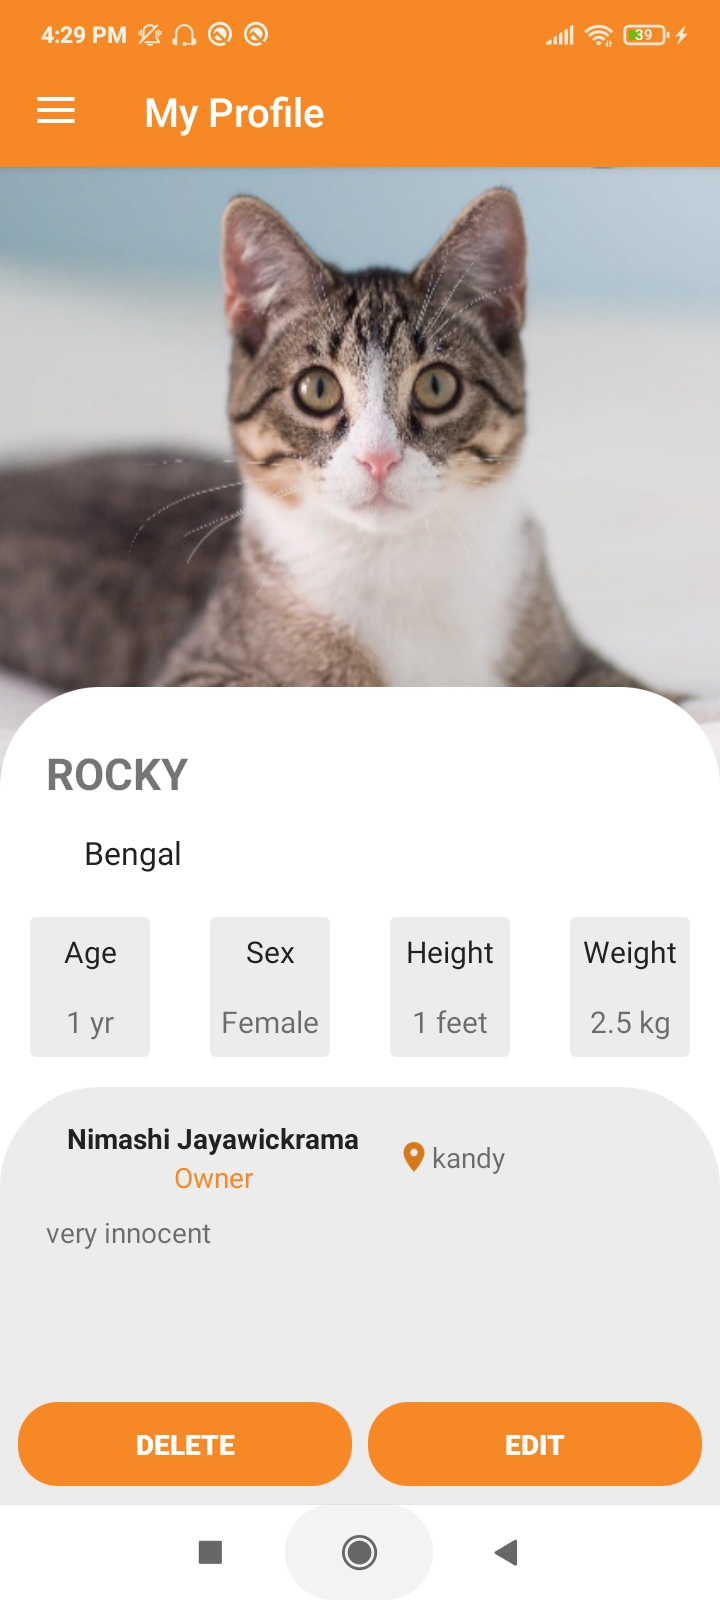 4:29 PM 39
My Profile
ROCKY
Bengal
Age Sex Height Weight
1 yr Female 1 feet 2.5 kg
Nimashi Jayawickrama
kandy
Owner
very innocent
DELETE EDIT